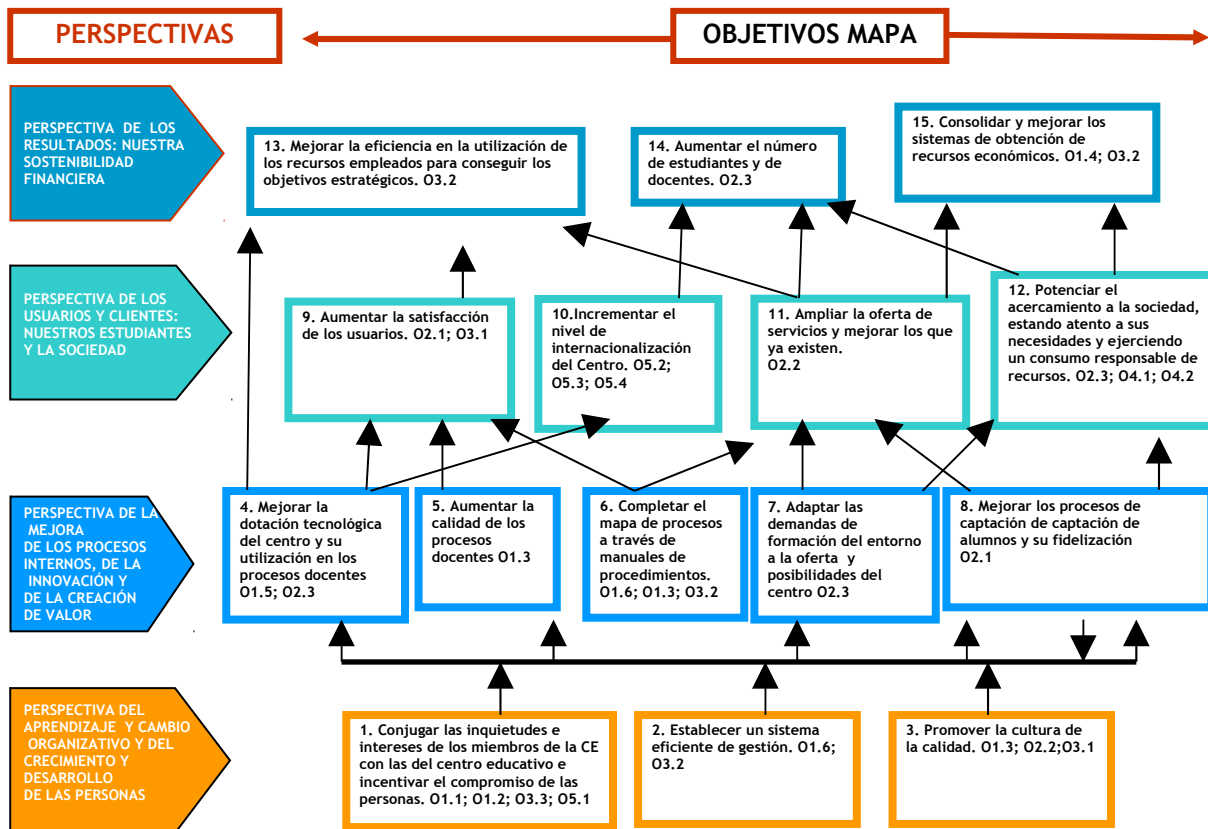 PERSPECTIVAS
OBJETIVOS MAPA
PERSPECTIVA DE LOS
RESULTADOS: NUESTRA
SOSTENIBILIDAD
FINANCIERA
13. Mejorar la eficiencia en la utilización de
los recursos empleados para conseguir los
objetivos estratégicos. O3.2
14. Aumentar el número
de estudiantes y de
docentes. O2.3
15. Consolidar y mejorar los
sistemas de obtención de
recursos económicos. O1.4; O3.2
PERSPECTIVA DE LOS
USUARIOS Y CLIENTES:
NUESTROS ESTUDIANTES
Y LA SOCIEDAD
9. Aumentar la satisfacción
de los usuarios. O2.1; O3.1
10.Incrementar el
nivel de
internacionalización
del Centro. O5.2;
O5.3; O5.4
11. Ampliar la oferta de
servicios y mejorar los que
ya existen.
O2.2
12. Potenciar el
acercamiento a la sociedad,
estando atento a sus
necesidades y ejerciendo
un consumo responsable de
recursos. O2.3; O4.1; O4.2
PERSPECTIVA DE LA
MEJORA
DE LOS PROCESOS
INTERNOS, DE LA
INNOVACIÓN Y
DE LA CREACIÓN
DE VALOR
4. Mejorar la
dotación tecnológica
del centro y su
utilización en los
procesos docentes
O1.5; O2.3
5. Aumentar la
calidad de los
procesos
docentes O1.3
6. Completar el
mapa de procesos
a través de
manuales de
procedimientos.
O1.6; O1.3; O3.2
7. Adaptar las
demandas de
formación del entorno
a la oferta y
posibilidades del
centro O2.3
8. Mejorar los procesos de
captación de captación de
alumnos y su fidelización
O2.1
PERSPECTIVA DEL
APRENDIZAJE Y CAMBIO
ORGANIZATIVO Y DEL
CRECIMIENTO Y
DESARROLLO
DE LAS PERSONAS
1. Conjugar las inquietudes e
intereses de los miembros de la CE
con las del centro educativo e
incentivar el compromiso de las
personas. O1.1; O1.2; O3.3; O5.1
2. Establecer un sistema
eficiente de gestión. O1.6;
O3.2
3. Promover la cultura de
la calidad. O1.3; O2.2;O3.1